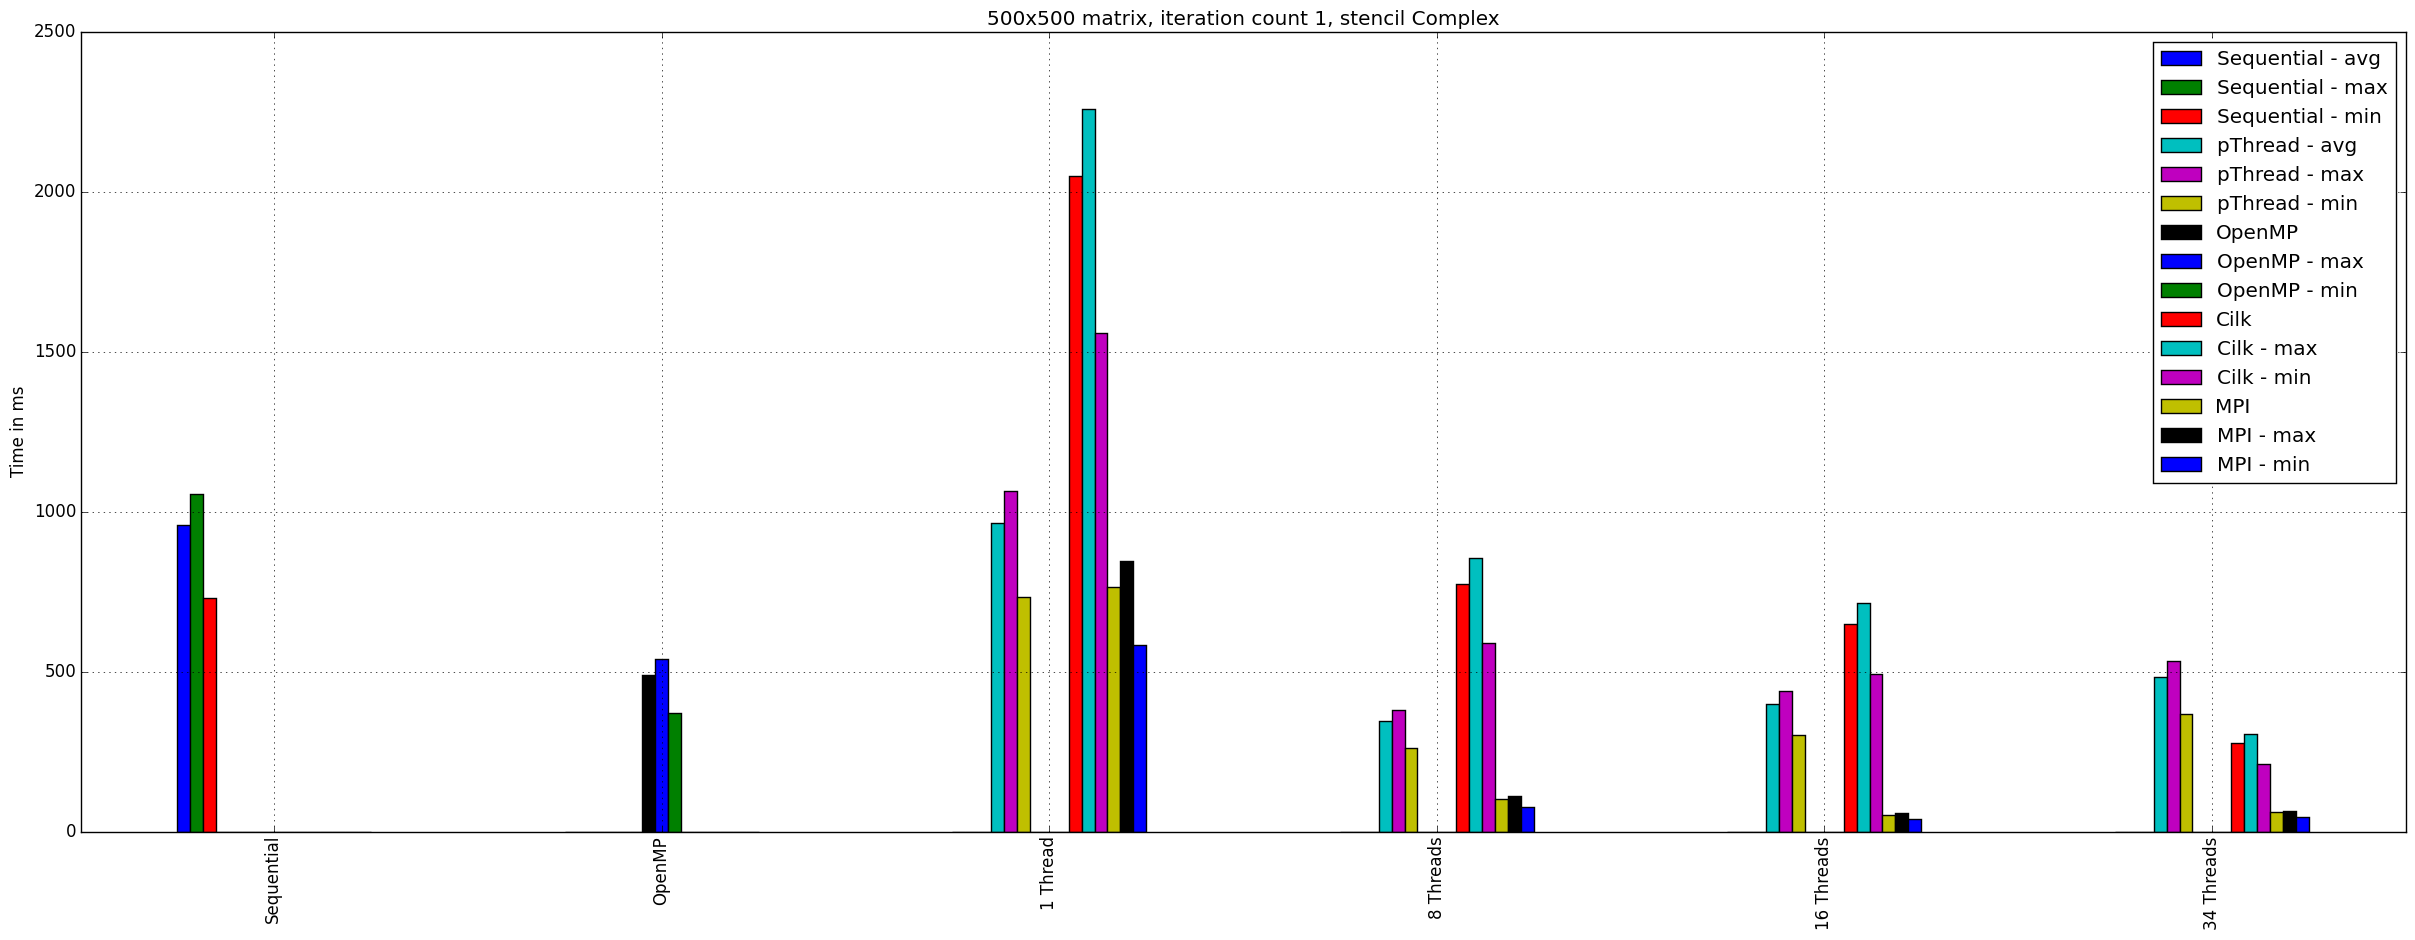 500x500 matrix, iteration count 1, stencil Complex
2500
2000
1500
1000
500
0
Time in ms
Sequential - avg
Sequential - max
Sequential - min
pThread - avg
pThread - max
pThread - min
OpenMP
OpenMP - max
OpenMP - min
Cilk
Cilk - max
Cilk - min
MPI
MPI - max
MPI - min
Sequential
OpenMP
1 Thread
8 Threads
16 Threads
34 Threads